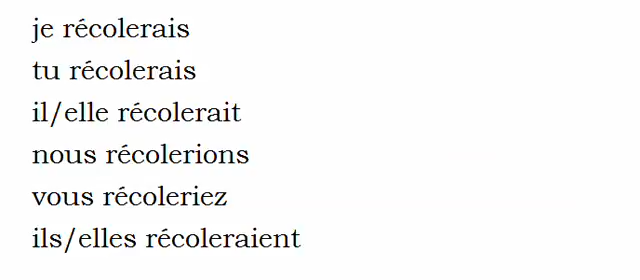 je récolerais
tu récolerais
il/elle récolerait
nous récolerions
vous récoleriez
ils/elles récoleraient